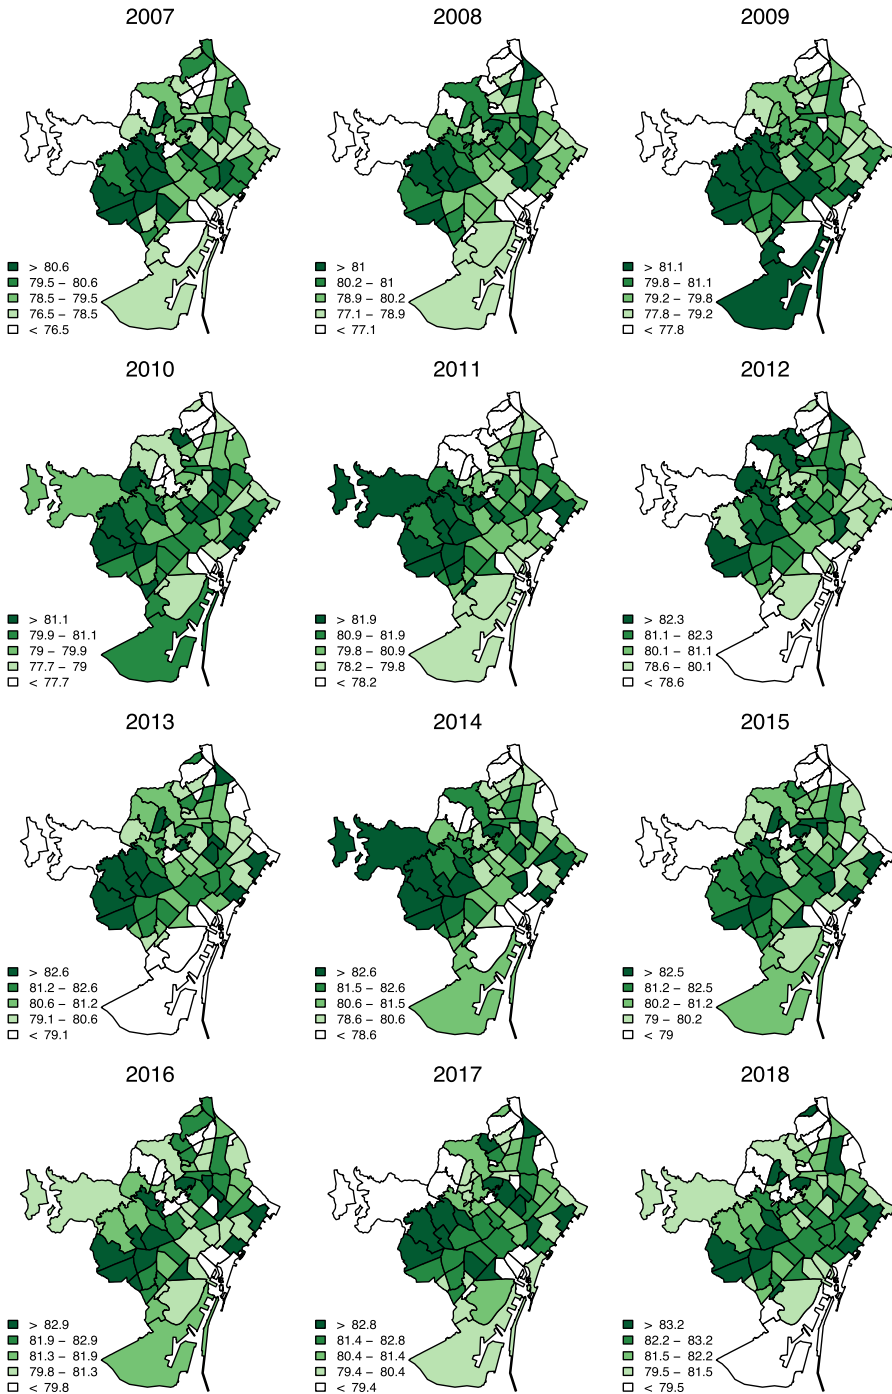 2007
2008
2009
> 80.6
79.5 – 80.6
78.5 – 79.5
76.5 – 78.5
< 76.5
> 81
80.2 – 81
78.9 – 80.2
77.1 – 78.9
< 77.1
> 81.1
79.8 – 81.1
79.2 – 79.8
77.8 – 79.2
< 77.8
2010
2011
2012
> 81.1
79.9 – 81.1
79 – 79.9
77.7 – 79
< 77.7
> 81.9
80.9 – 81.9
79.8 – 80.9
78.2 – 79.8
< 78.2
> 82.3
81.1 – 82.3
80.1 – 81.1
78.6 – 80.1
< 78.6
2013
2014
2015
> 82.6
81.2 – 82.6
80.6 – 81.2
79.1 – 80.6
< 79.1
> 82.6
81.5 – 82.6
80.6 – 81.5
78.6 – 80.6
< 78.6
> 82.5
81.2 – 82.5
80.2 – 81.2
79 – 80.2
< 79
2016
2017
2018
> 82.9
81.9 – 82.9
81.3 – 81.9
79.8 – 81.3
< 79.8
> 82.8
81.4 – 82.8
80.4 – 81.4
79.4 – 80.4
< 79.4
> 83.2
82.2 – 83.2
81.5 – 82.2
79.5 – 81.5
< 79.5